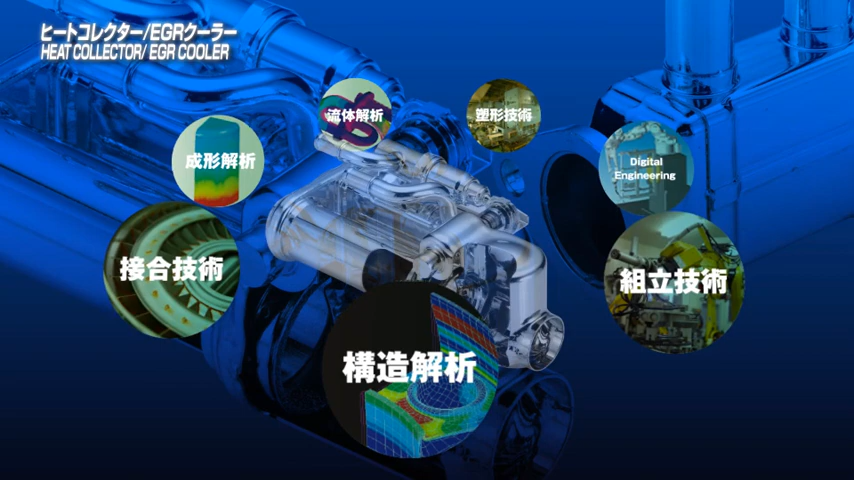 ヒートコレクター/EGRクーラー
HEAT COLLECTOR/ EGR COOLER
流体解析
塑形技術
成形解析
Digital
Engineering
接合技術
組立技術
構造解析